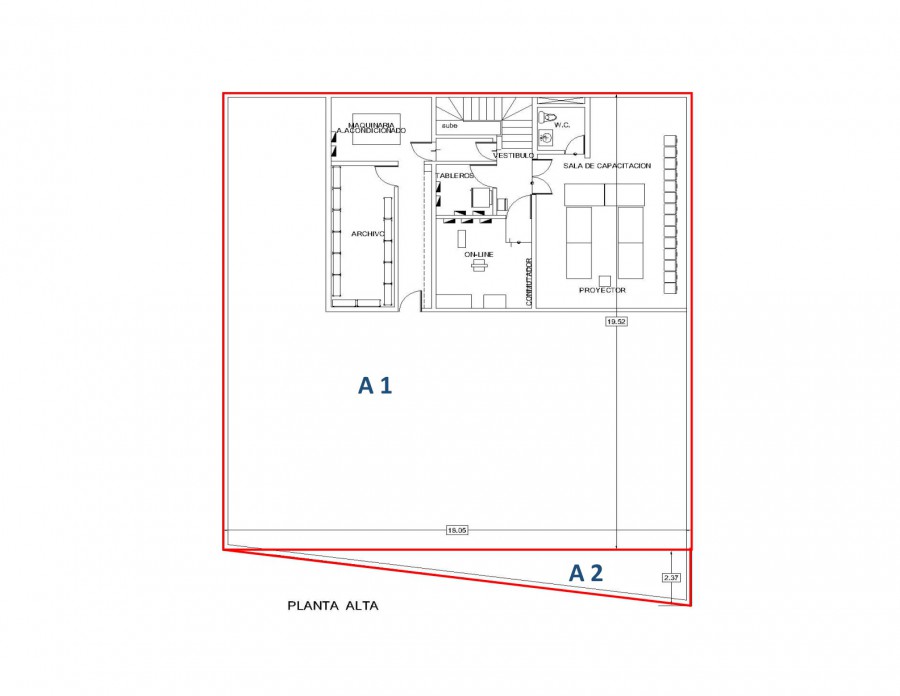 MAQUINARIA
A.ACONDICIONADO
sube
W.C.
VESTIBULO
SALA DE CAPACITACION
TABLEROS
ARCHIVO
ON-LINE
CONMUTADOR
PROYECTOR
19.52
A 1
18.05
A 2
2.37
PLANTA ALTA